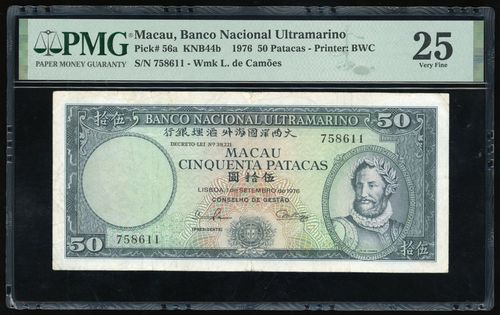 PMG
PAPER MONEY GUARANTY
Macau, Banco Nacional Ultramarino
Pick# 56a KNB44b 1976 50 Patacas - Printer: BWC
S/N 758611 - Wmk L. de Camões
25
Very Fine
拾伍 BANCO NACIONAL ULTRAMARINO 50
行銀理滙外海國洋西大
DECRETO-LEI Nº 39221
758611
MACAU
CINQUENTA PATACAS
圓拾伍
LISBOA, 1 DE SETEMBRO de 1976
CONSELHO DE GESTÃO
(PRESIDENTE)
50 758611 拾伍